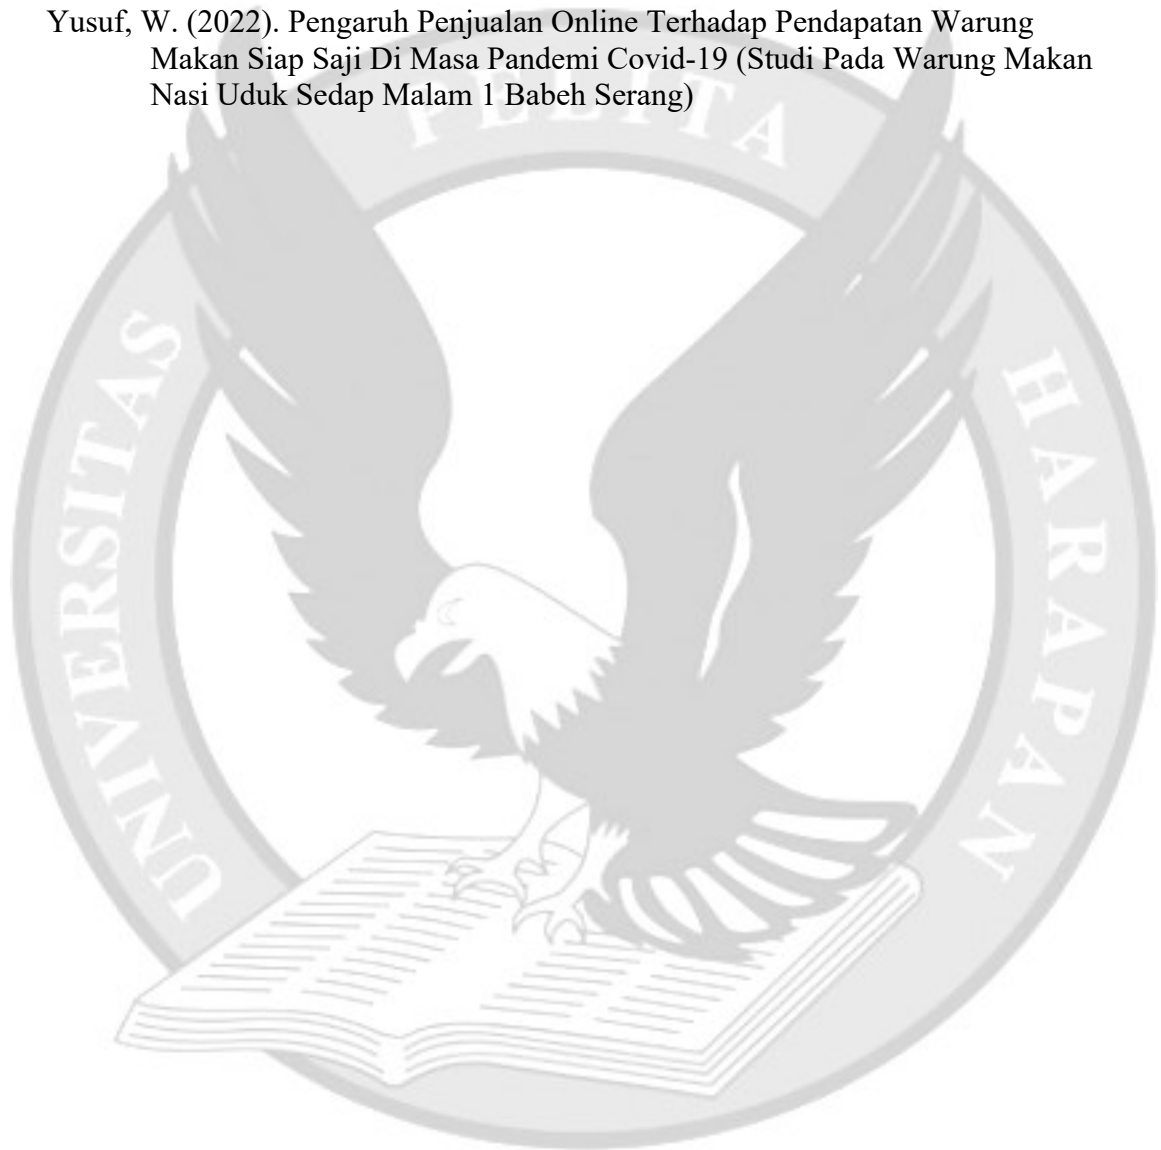 Yusuf, W. (2022). Pengaruh Penjualan Online Terhadap Pendapatan Warung
Makan Siap Saji Di Masa Pandemi Covid-19 (Studi Pada Warung Makan
Nasi Uduk Sedap Malam 1 Babeh Serang)
UNIVERSITAS
PELITA
HARAPAN